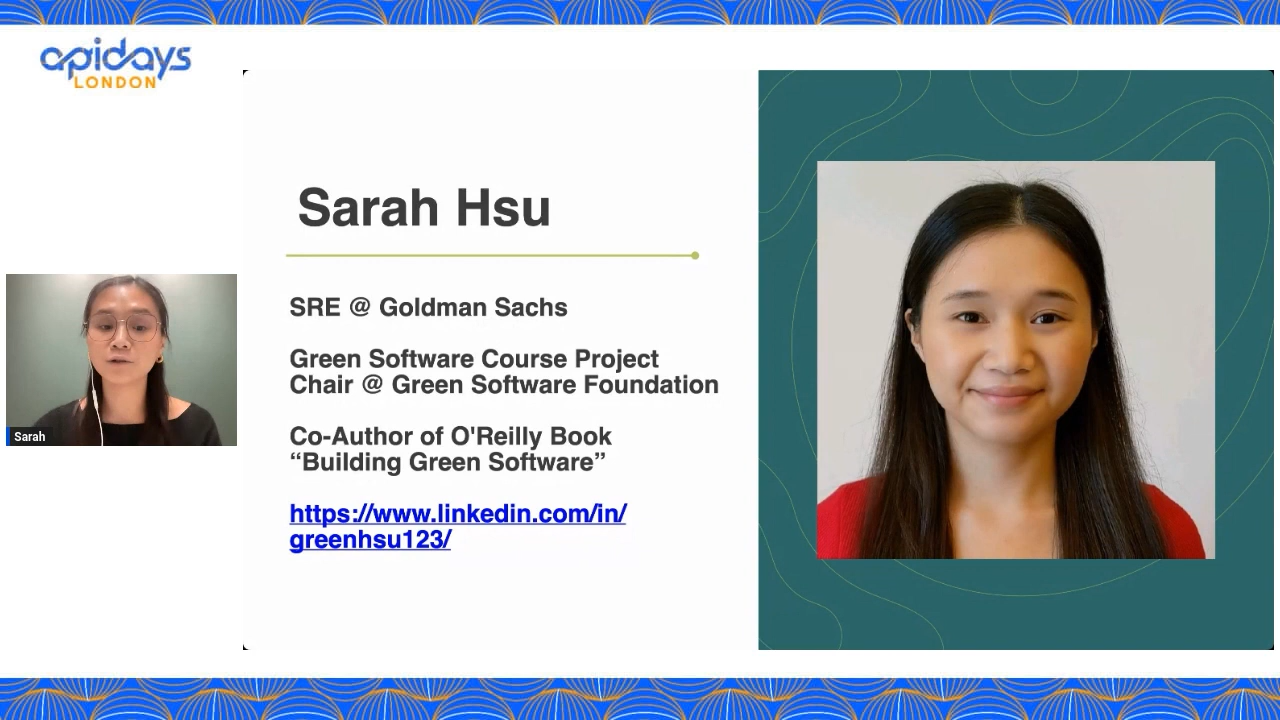 apidays
LONDON
Sarah Hsu
SRE @ Goldman Sachs
Green Software Course Project
Chair @ Green Software Foundation
Co-Author of O'Reilly Book
“Building Green Software”
https://www.linkedin.com/in/
greenhsu123/
Sarah